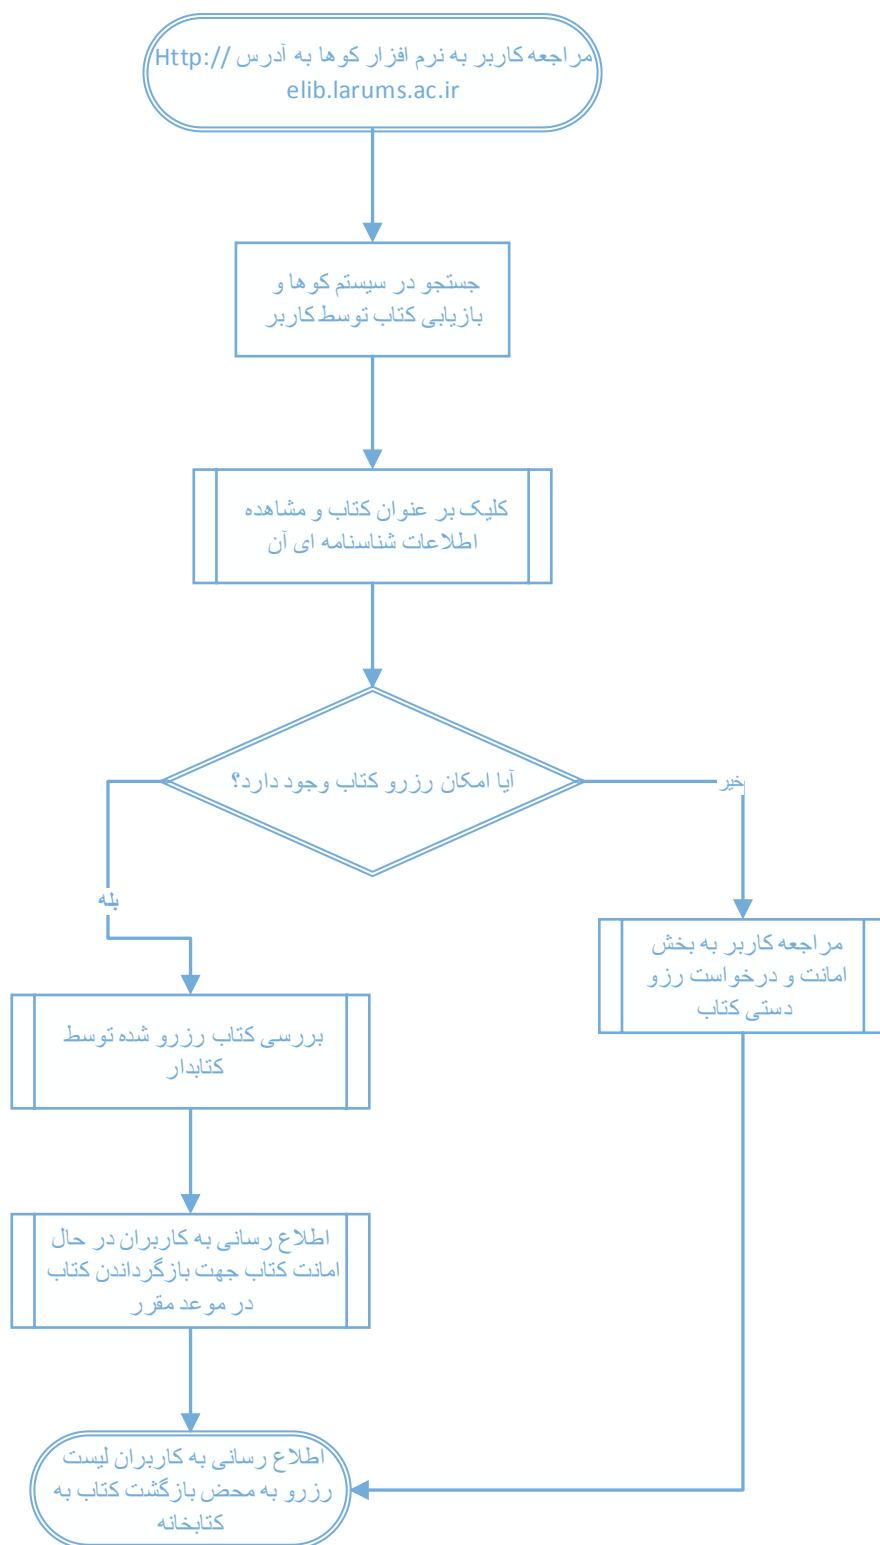 مراجعه کاربر به نرم افزار کوها به آدرس Http://
elib.larums.ac.ir
جستجو در سیستم کوها و
بازیابی کتاب توسط کاربر
کلیک بر عنوان کتاب و مشاهده
اطلاعات شناسنامه ای آن
آیا امکان رزرو کتاب وجود دارد؟
خیر
بله
مراجعه کاربر به بخش
امانت و درخواست رزو
دستی کتاب
بررسی کتاب رزرو شده توسط
کتابدار
اطلاع رسانی به کاربران در حال
امانت کتاب جهت بازگرداندن کتاب
در موعد مقرر
اطلاع رسانی به کاربران لیست
رزرو به محض بازگشت کتاب به
کتابخانه